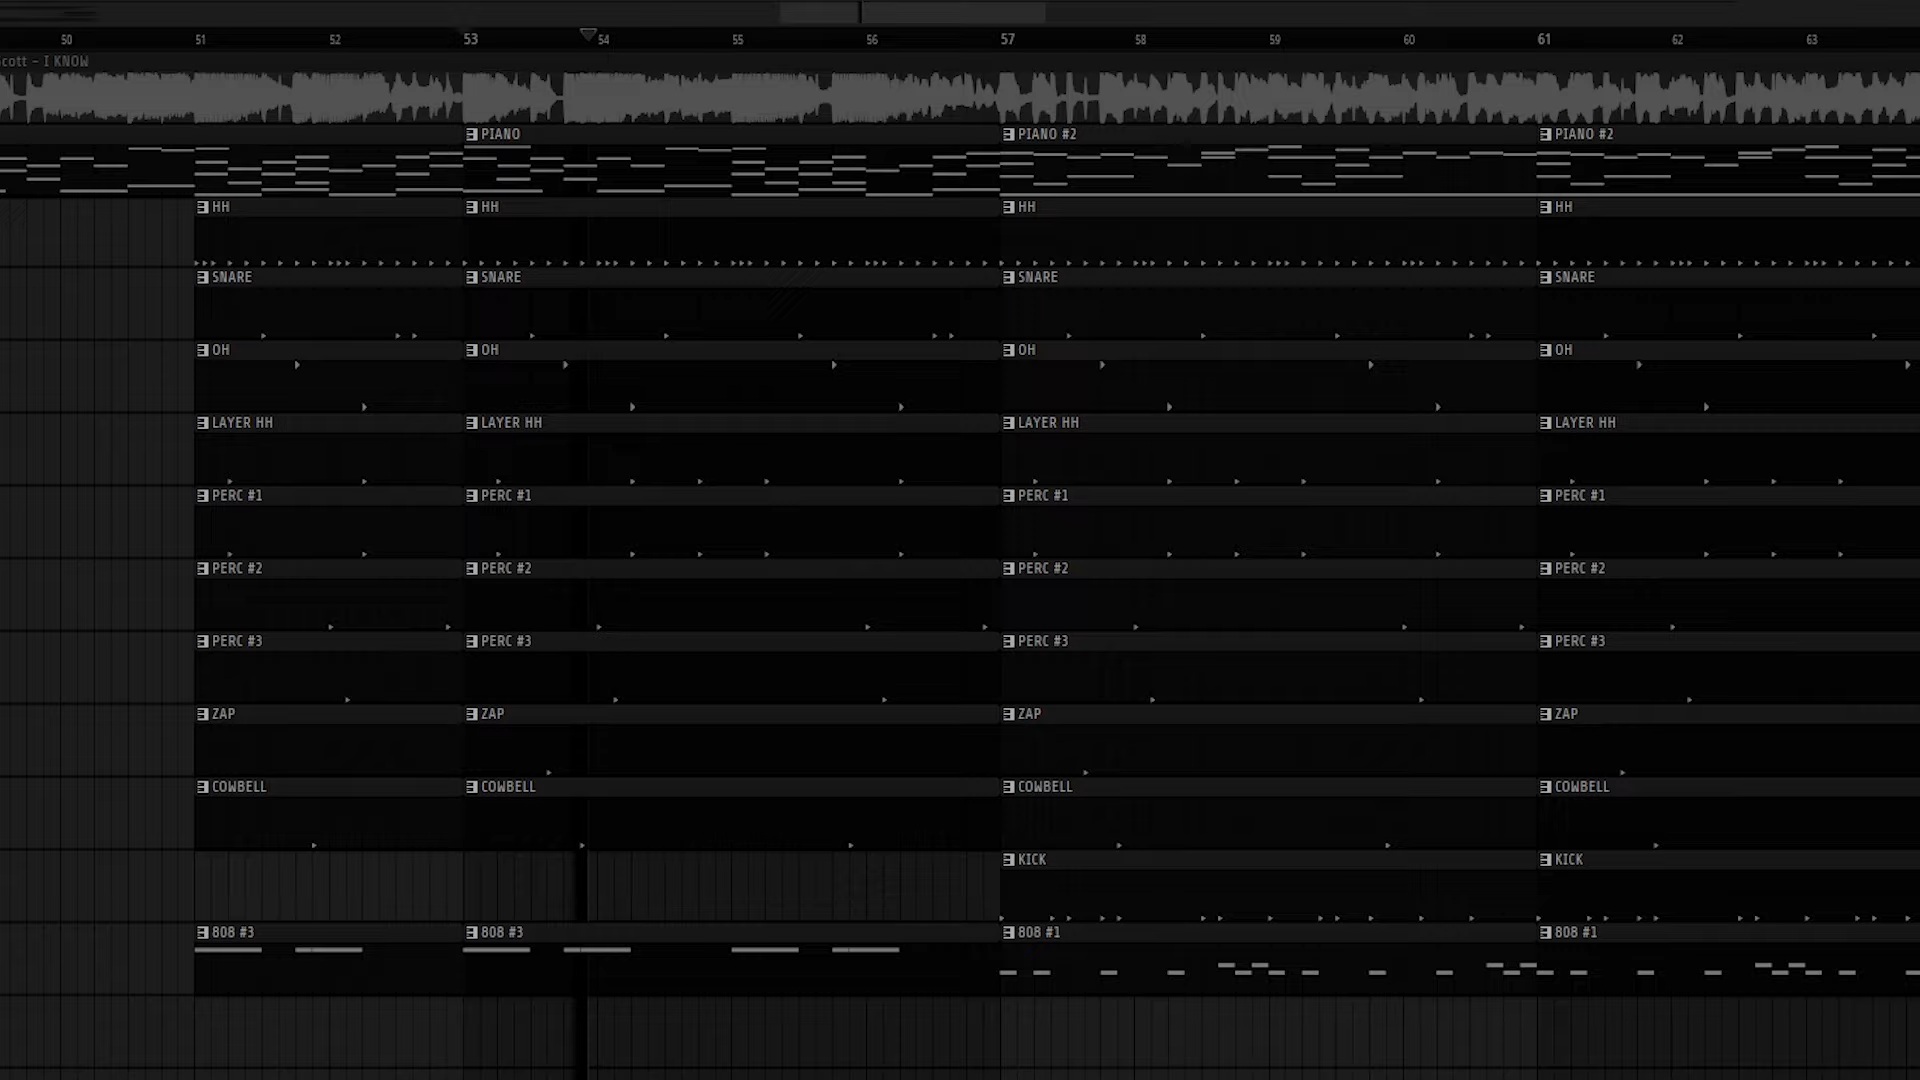 50 51 52 53 54 55 56 57 58 59 60 61 62 63
cott - I KNOW
PIANO PIANO #2 PIANO #2
HH HH HH HH
SNARE SNARE SNARE SNARE
OH OH OH OH
LAYER HH LAYER HH LAYER HH LAYER HH
PERC #1 PERC #1 PERC #1 PERC #1
PERC #2 PERC #2 PERC #2 PERC #2
PERC #3 PERC #3 PERC #3 PERC #3
ZAP ZAP ZAP ZAP
COWBELL COWBELL COWBELL COWBELL
KICK KICK
808 #3 808 #3 808 #1 808 #1